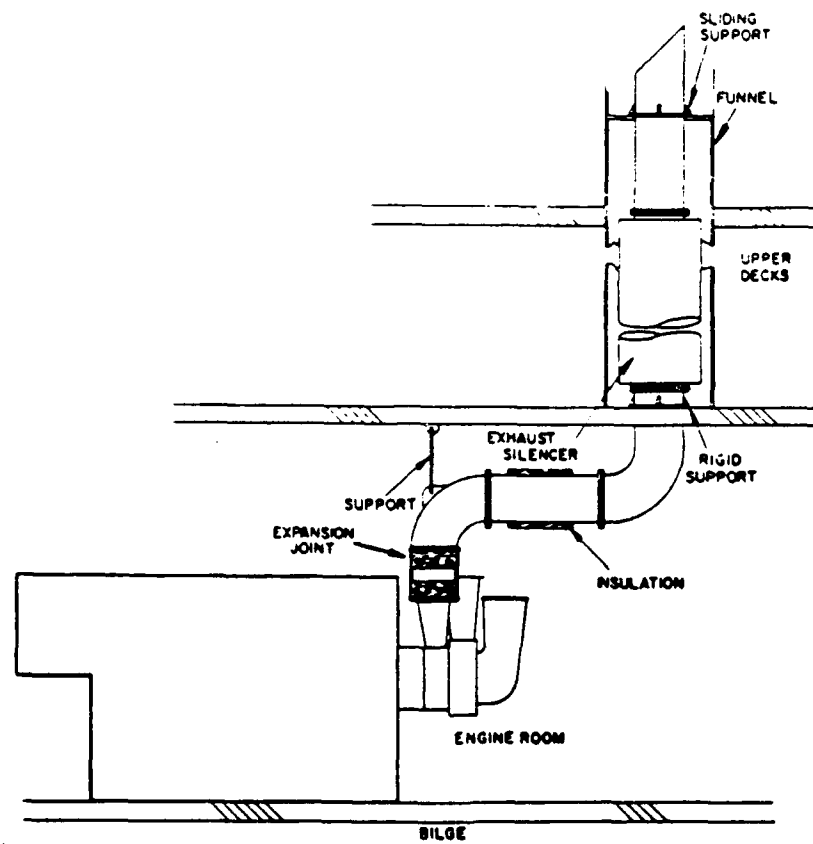 SLIDING
SUPPORT
FUNNEL
UPPER
DECKS
EXHAUST
SILENCER
RIGID
SUPPORT
SUPPORT
EXPANSION
JOINT
INSULATION
ENGINE ROOM
BILGE